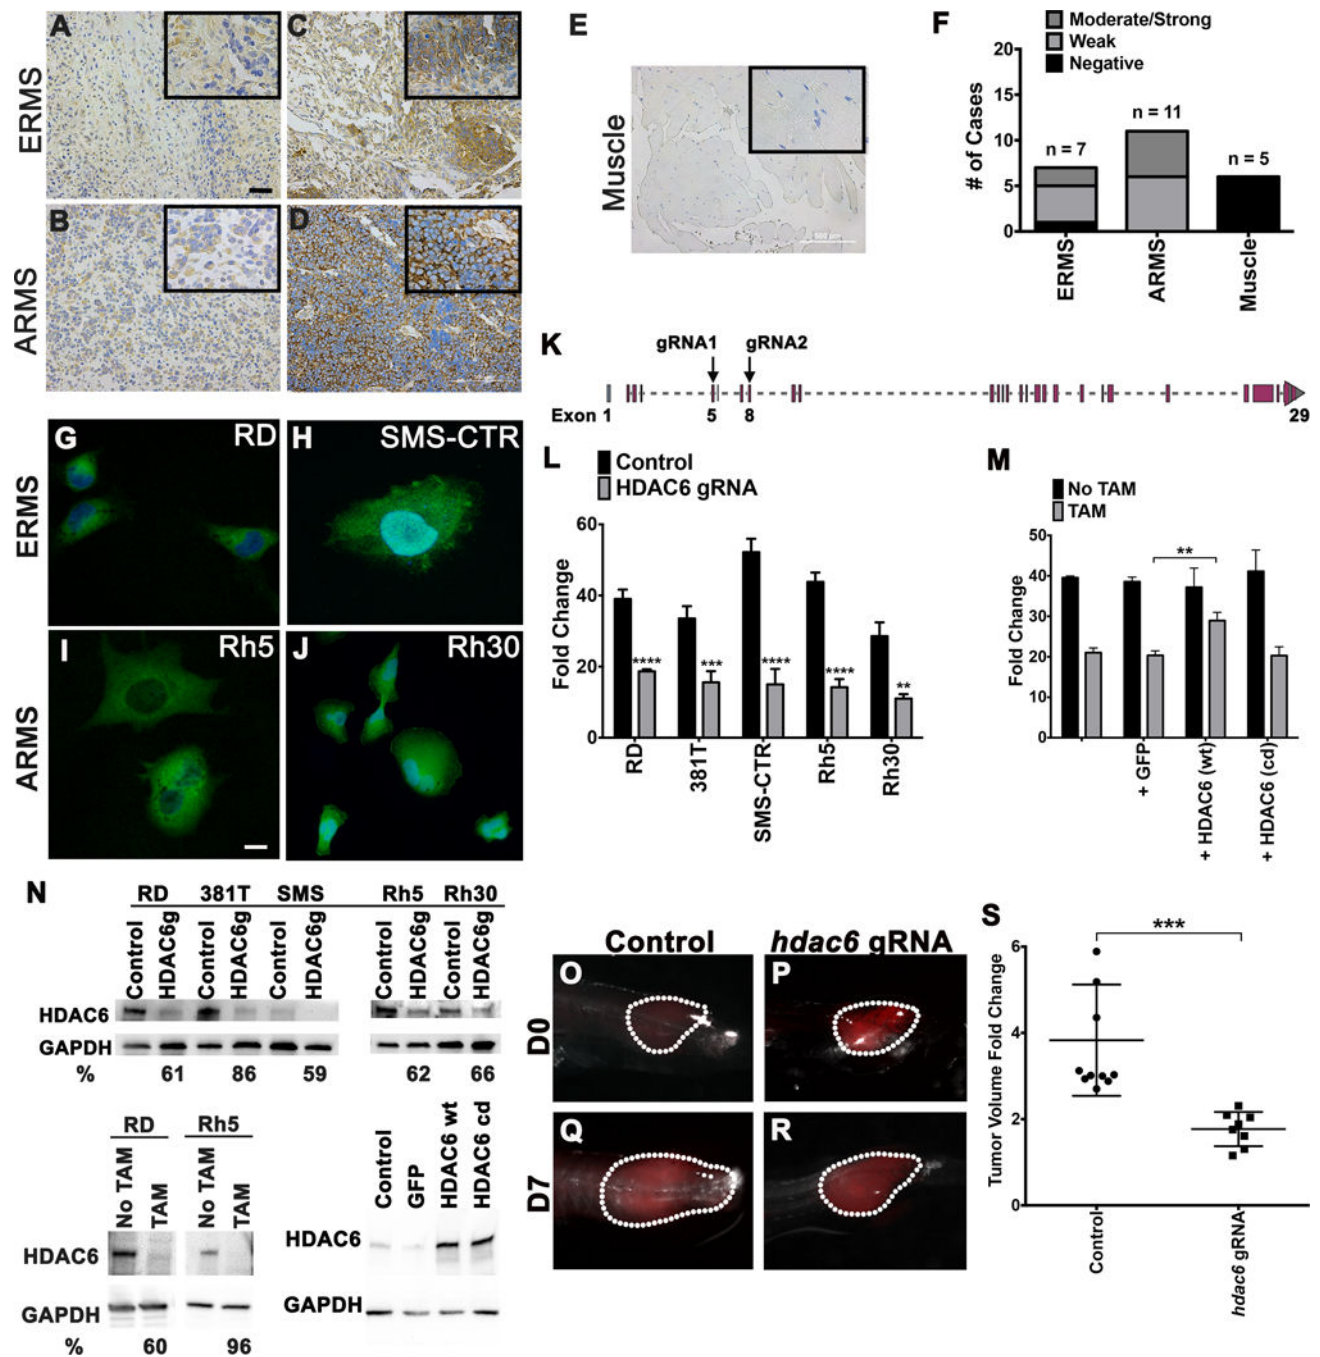 A
C
E
F
Moderate/Strong
Weak
Negative
ERMS
ARMS
B
D
Muscle
# of Cases
20
15
10
5
0
n = 7
n = 11
n = 5
ERMS
ARMS
Muscle
K
gRNA1
gRNA2
Exon 1
5
8
29
G
RD
H
SMS-CTR
ERMS
I
Rh5
J
Rh30
ARMS
L
Control
HDAC6 gRNA
Fold Change
60
40
20
0
****
***
****
****
**
RD
381T
SMS-CTR
Rh5
Rh30
M
No TAM
TAM
Fold Change
50
40
30
20
10
0
**
+ GFP
+ HDAC6 (wt)
+ HDAC6 (cd)
N
RD 381T SMS Rh5 Rh30
Control HDAC6g Control HDAC6g Control HDAC6g Control HDAC6g Control HDAC6g
HDAC6
GAPDH
% 61 86 59 62 66
RD Rh5
No TAM TAM No TAM TAM
HDAC6
GAPDH
% 60 96
Control GFP HDAC6 wt HDAC6 cd
HDAC6
GAPDH
Control hdac6 gRNA
O
P
D0
Q
R
D7
S
***
Tumor Volume Fold Change
6
4
2
0
Control
hdac6 gRNA